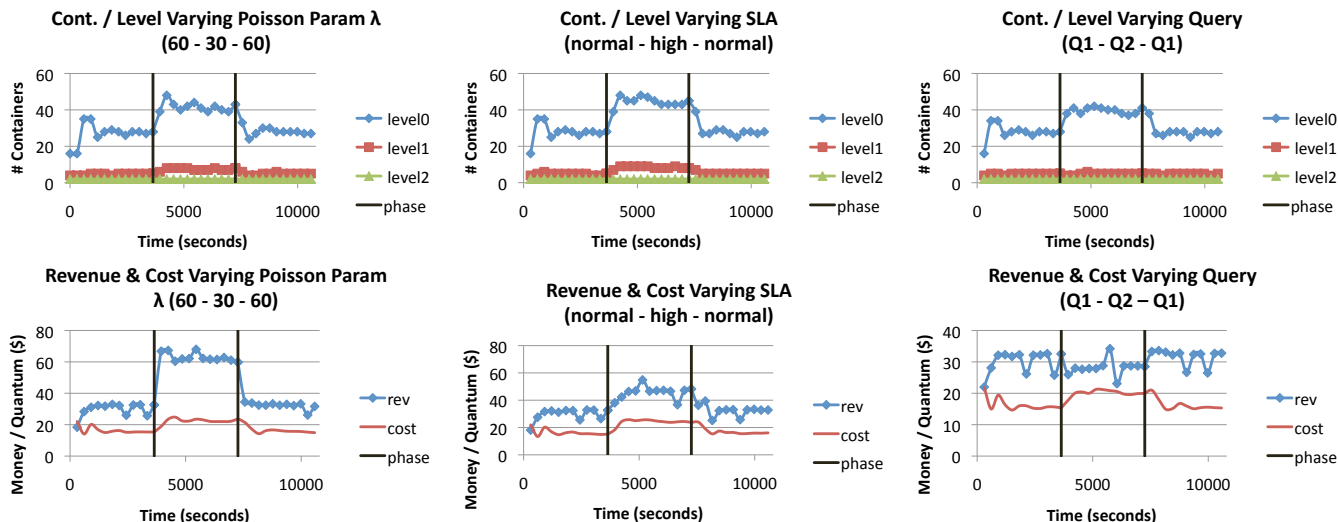 Cont. / Level Varying Poisson Param λ
(60 - 30 - 60)
# Containers
60
40
20
0
0
5000
10000
Time (seconds)
level0
level1
level2
phase
Cont. / Level Varying SLA
(normal - high - normal)
# Containers
60
40
20
0
0
5000
10000
Time (seconds)
level0
level1
level2
phase
Cont. / Level Varying Query
(Q1 - Q2 - Q1)
# Containers
60
40
20
0
0
5000
10000
Time (seconds)
level0
level1
level2
phase
Revenue & Cost Varying Poisson Param
λ (60 - 30 - 60)
Money / Quantum ($)
80
60
40
20
0
0
5000
10000
Time (seconds)
rev
cost
phase
Revenue & Cost Varying SLA
(normal - high - normal)
Money / Quantum ($)
80
60
40
20
0
0
5000
10000
Time (seconds)
rev
cost
phase
Revenue & Cost Varying Query
(Q1 - Q2 – Q1)
Money / Quantum ($)
40
30
20
10
0
0
5000
10000
Time (seconds)
rev
cost
phase